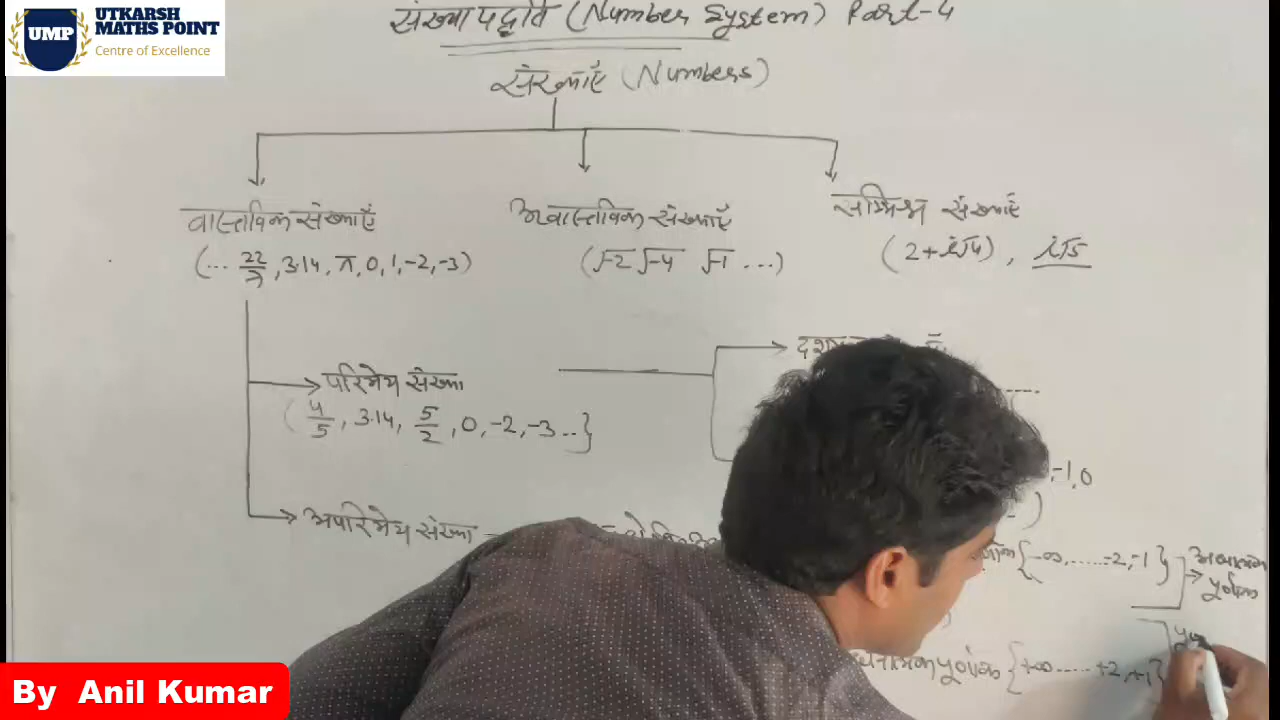 UTKARSH
MATHS POINT
UMP
Centre of Excellence
संख्या पद्धति (Number System) Part-4
संख्याएँ (Numbers)
वास्तविक संख्याएँ
अवास्तविक संख्याएँ
सम्मिश्र संख्याएँ
(... 22/7, 3.14, π, 0, 1, -2, -3)
(√-2 √-4 √-1 ...)
(2+i√4), i√5
परिमेय संख्या
(4/5, 3.14, 5/2, 0, -2, -3 ..}
-1, 0
अपरिमेय संख्या
{-∞, ...... -2, -1}
पूर्णांक
पूर्णांक {+∞ ..... +2, +1}
By Anil Kumar